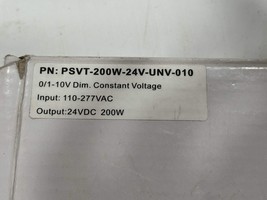 PN: PSVT-200W-24V-UNV-010
0/1-10V Dim. Constant Voltage
Input: 110-277VAC
Output:24VDC 200W